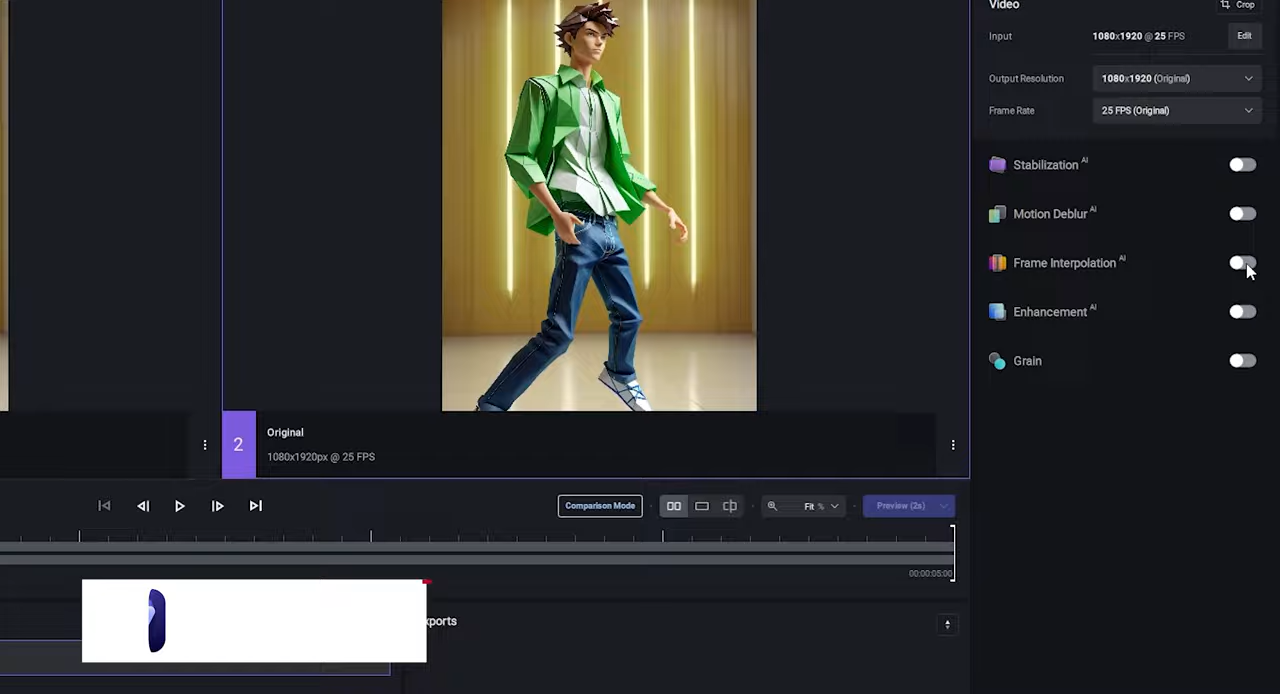 Video
Crop
Input 1080x1920 @ 25 FPS Edit
Output Resolution 1080x1920 (Original)
Frame Rate 25 FPS (Original)
Stabilization AI
Motion Deblur AI
Frame Interpolation AI
Enhancement AI
Grain
2
Original
1080x1920px @ 25 FPS
Comparison Mode
Fit %
Preview (2s)
00:00:05:00
xports